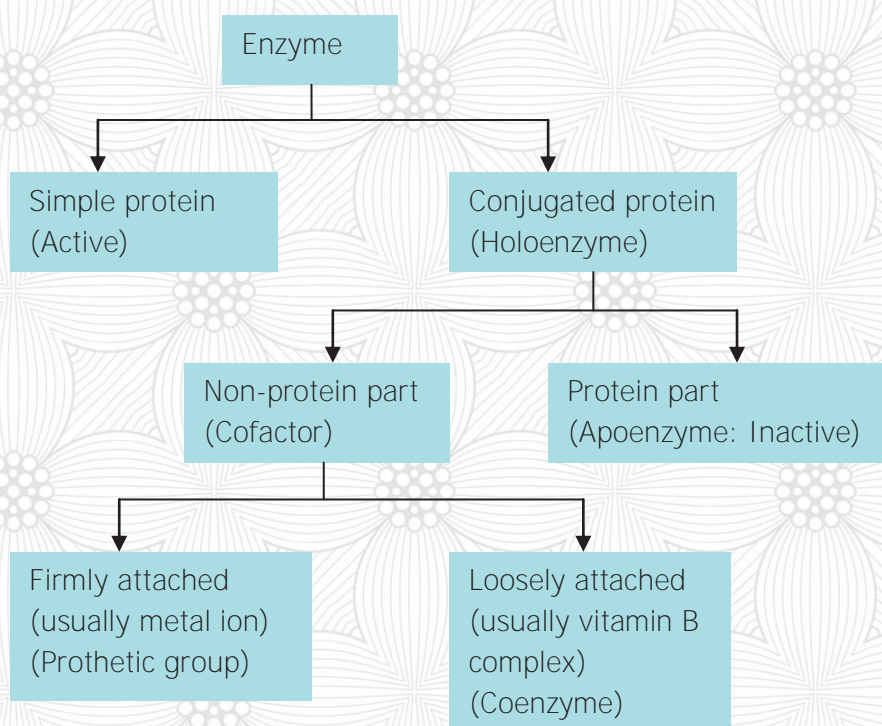 Enzyme
Simple protein
(Active)
Conjugated protein
(Holoenzyme)
Non-protein part
(Cofactor)
Protein part
(Apoenzyme: Inactive)
Firmly attached
(usually metal ion)
(Prothetic group)
Loosely attached
(usually vitamin B
complex)
(Coenzyme)